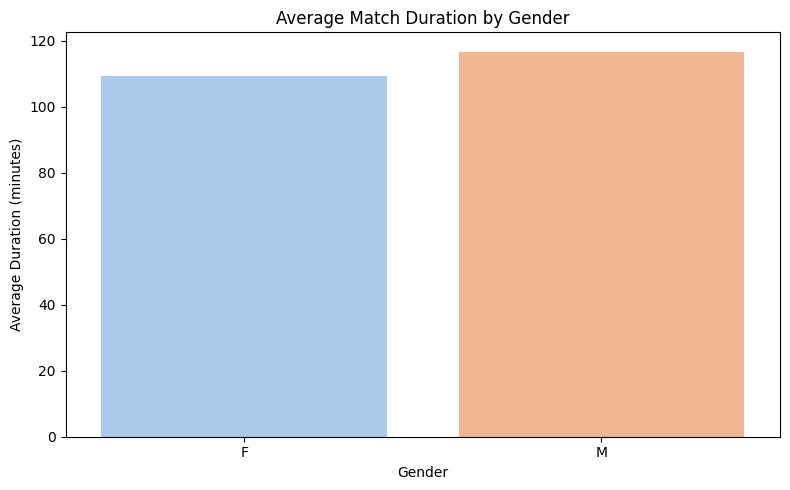 Average Match Duration by Gender
Average Duration (minutes)
120
100
80
60
40
20
0
F
M
Gender